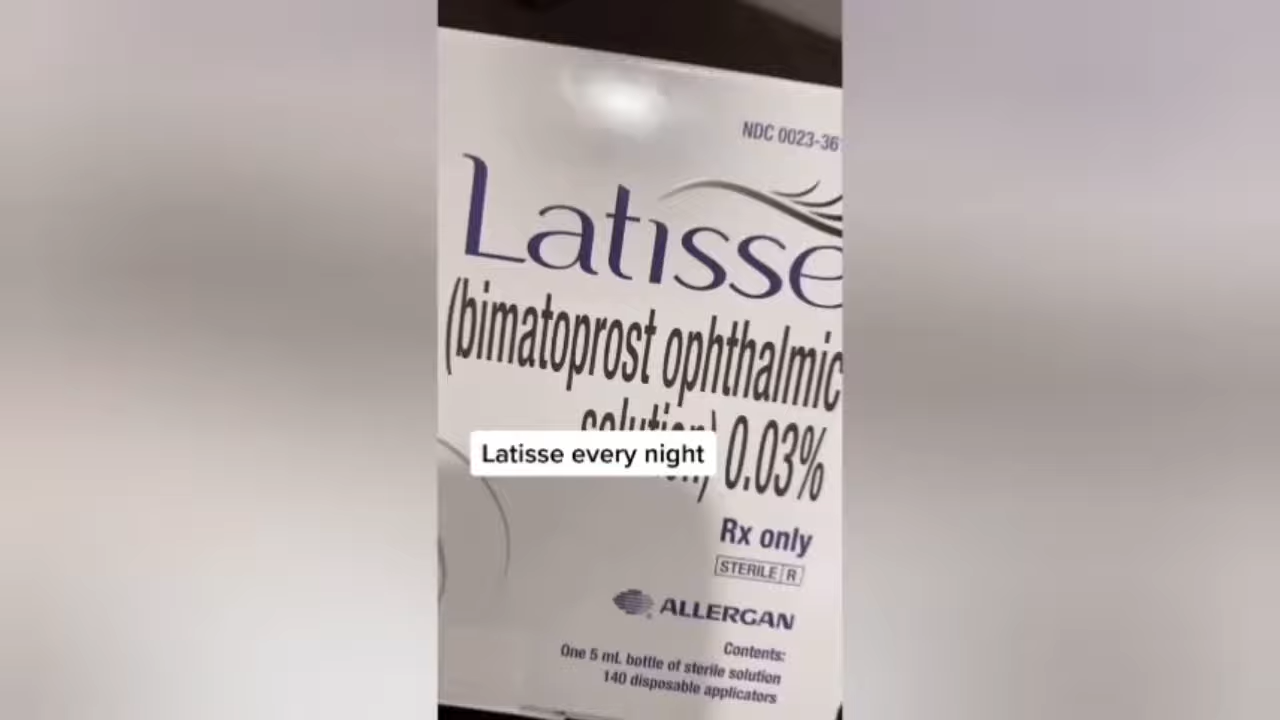 NDC 0023-36
Latisse
(bimatoprost ophthalmic
solution) 0.03%
Latisse every night
Rx only
STERILE R
ALLERGAN
Contents:
One 5 mL bottle of sterile solution
140 disposable applicators